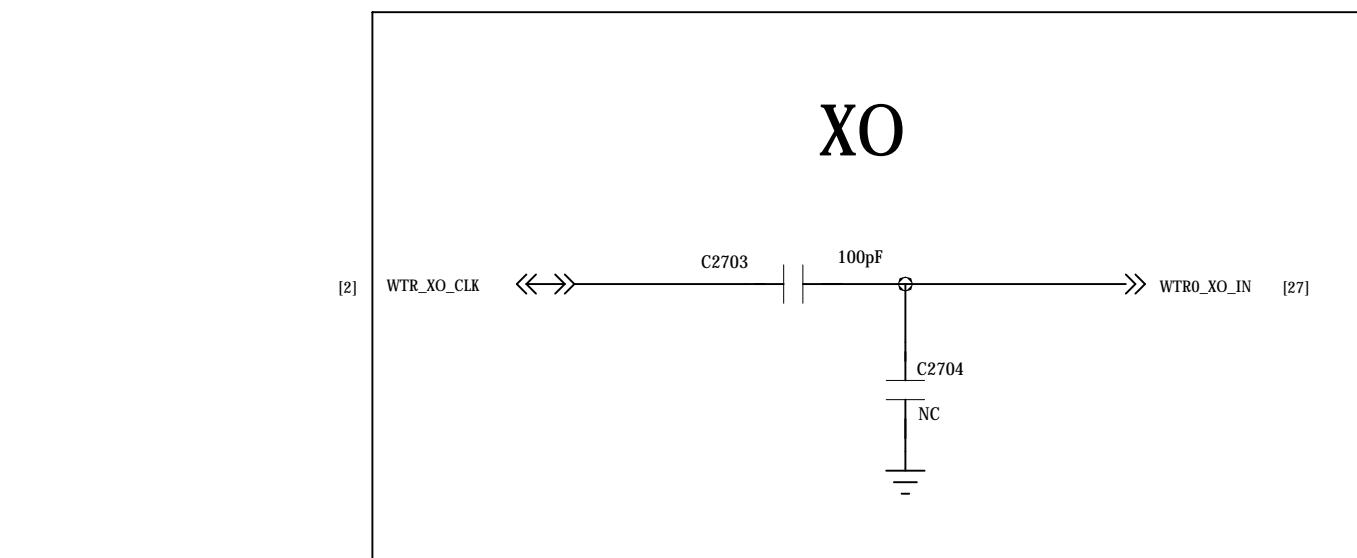 XO
C2703 100pF
[2] WTR_XO_CLK WTR0_XO_IN [27]
C2704
NC